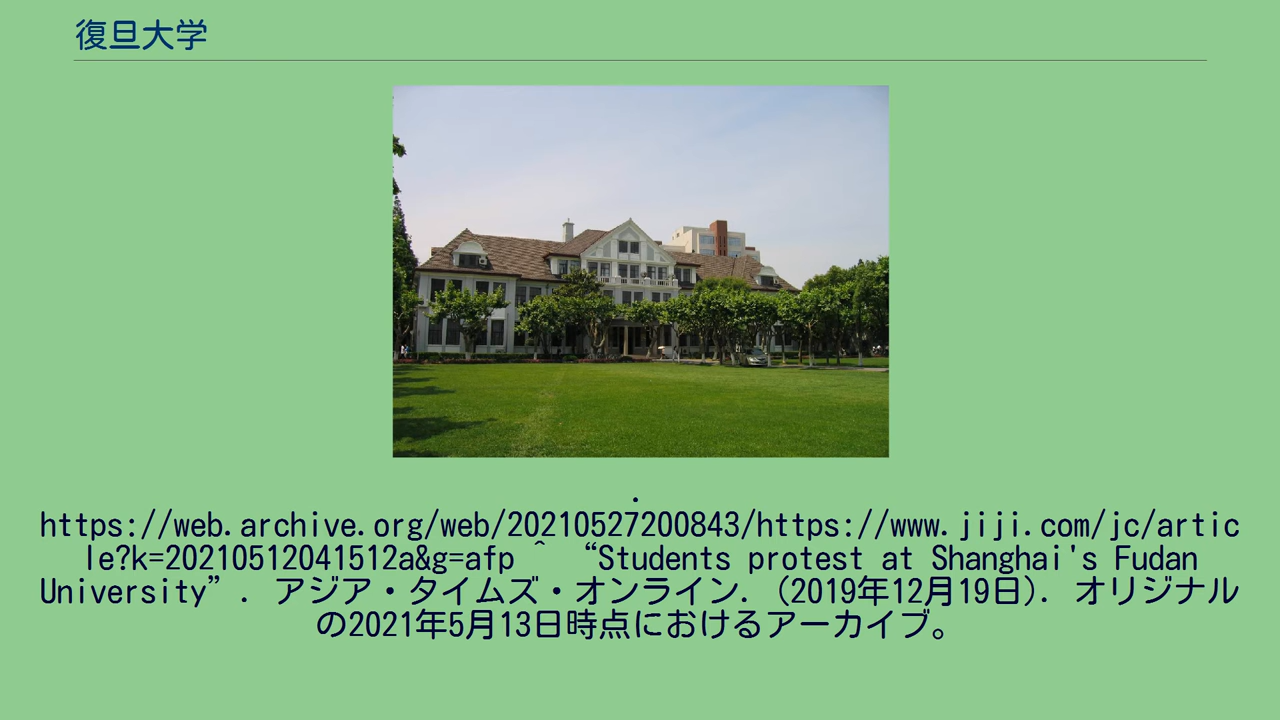 復旦大学
.
https://web.archive.org/web/20210527200843/https://www.jiji.com/jc/artic
le?k=20210512041512a&g=afp ^ “Students protest at Shanghai's Fudan
University”. アジア・タイムズ・オンライン. (2019年12月19日). オリジナル
の2021年5月13日時点におけるアーカイブ。